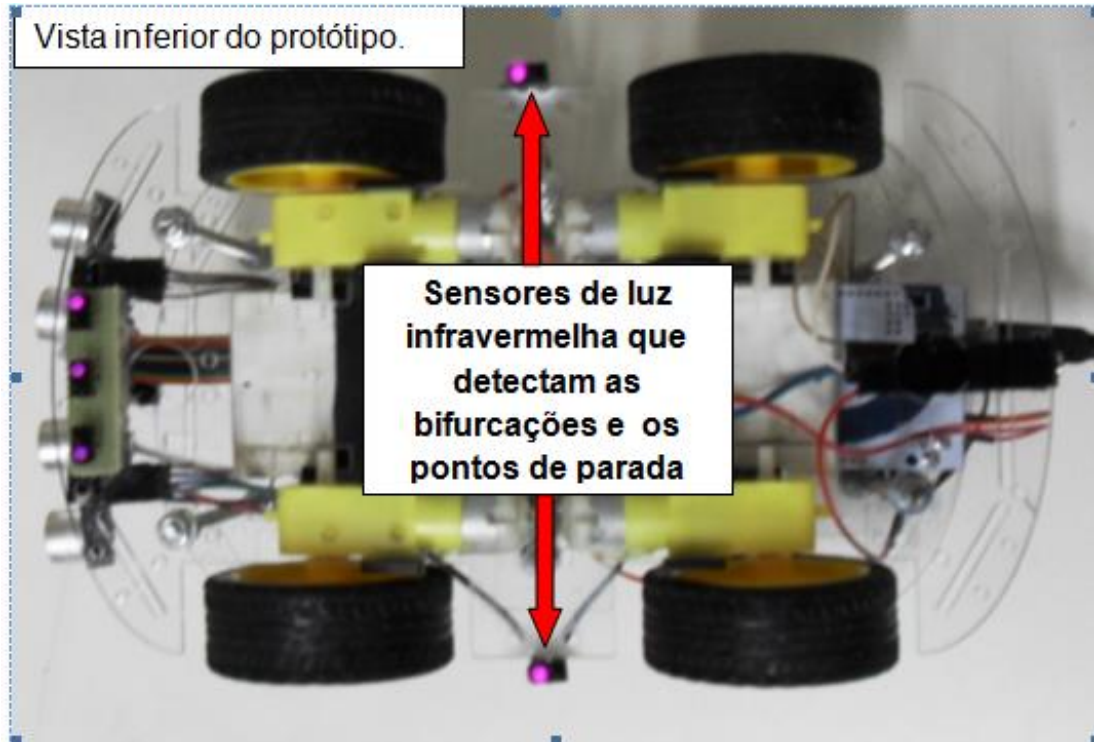 Vista inferior do protótipo.
Sensores de luz
infravermelha que
detectam as
bifurcações e  os
pontos de parada